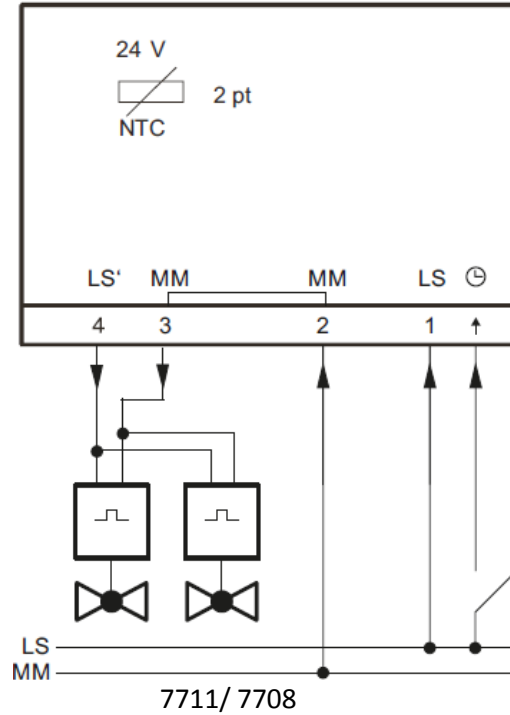 24 V
2 pt
NTC
LS‘ MM MM LS
4 3 2 1
LS
MM
7711/ 7708